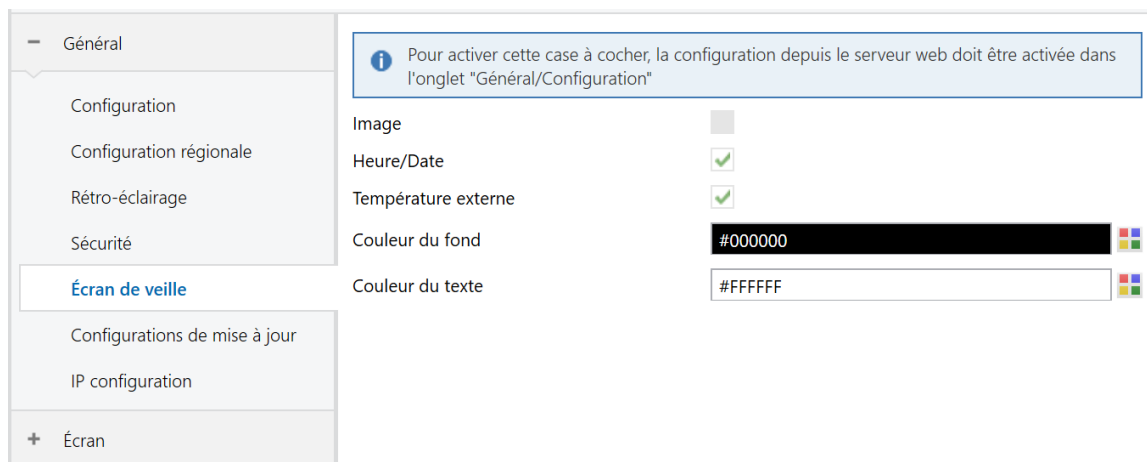 Général
Configuration
Configuration régionale
Rétro-éclairage
Sécurité
Écran de veille
Configurations de mise à jour
IP configuration
Écran
Pour activer cette case à cocher, la configuration depuis le serveur web doit être activée dans
l'onglet "Général/Configuration"
Image
Heure/Date
Température externe
Couleur du fond #000000
Couleur du texte #FFFFFF